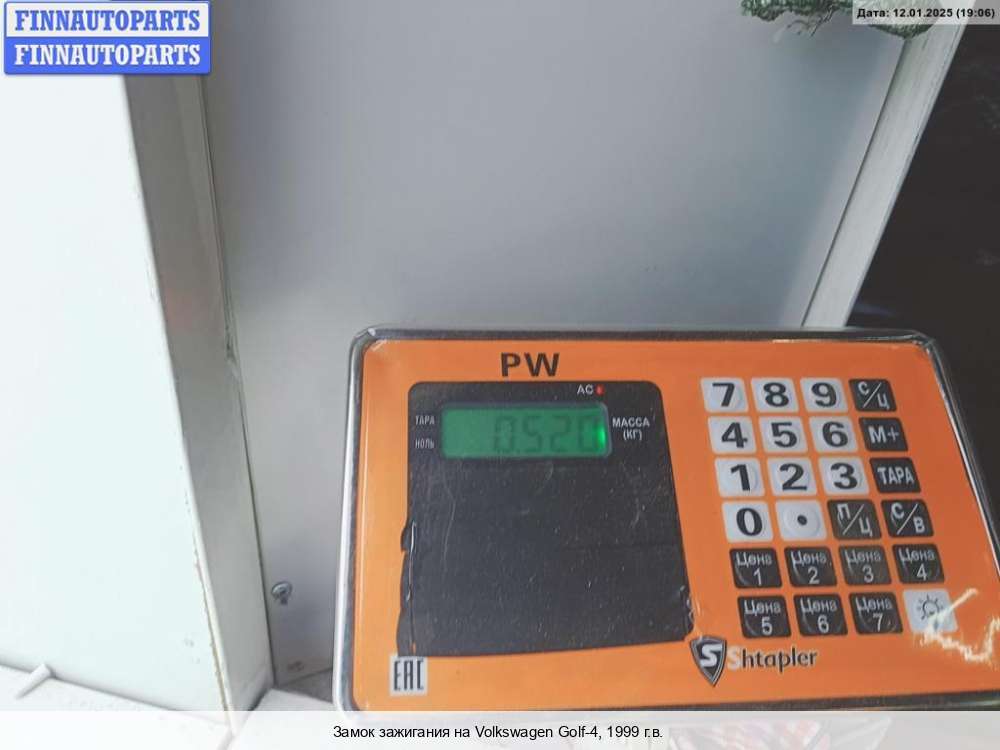 FINNAUTOPARTS
FINNAUTOPARTS
Дата: 12.01.2025 (19:06)
PW
AC
ТАРА
НОЛЬ
0.520
МАССА
(КГ)
7 8 9 С/Ц
4 5 6 М+
1 2 3 ТАРА
0 . П/Ц С/В
Цена 1 Цена 2 Цена 3 Цена 4
Цена 5 Цена 6 Цена 7
Shtapler
EAC
Замок зажигания на Volkswagen Golf-4, 1999 г.в.